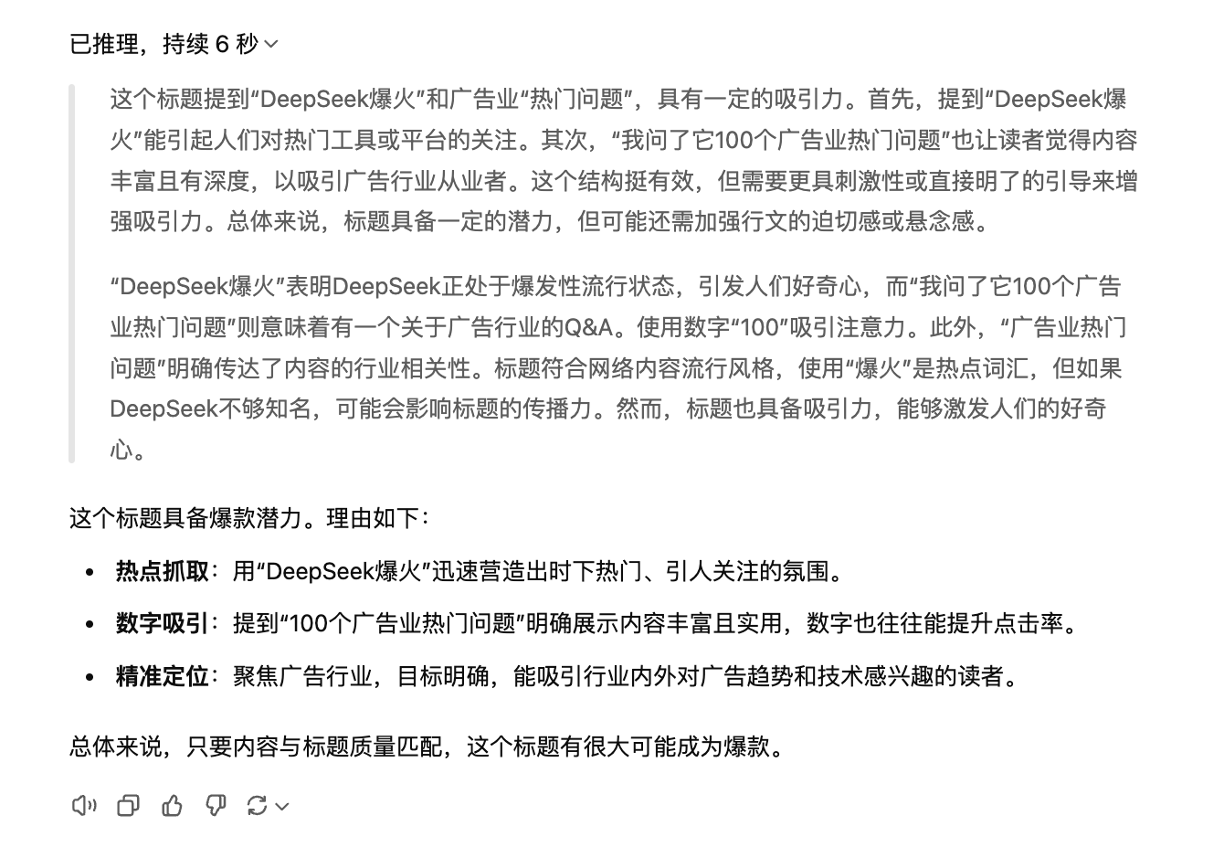 已推理，持续 6 秒
这个标题提到“DeepSeek爆火”和广告业“热门问题”，具有一定的吸引力。首先，提到“DeepSeek爆
火”能引起人们对热门工具或平台的关注。其次，“我问了它100个广告业热门问题”也让读者觉得内容
丰富且有深度，以吸引广告行业从业者。这个结构挺有效，但需要更具刺激性或直接明了的引导来增
强吸引力。总体来说，标题具备一定的潜力，但可能还需加强行文的迫切感或悬念感。
“DeepSeek爆火”表明DeepSeek正处于爆发性流行状态，引发人们好奇心，而“我问了它100个广告
业热门问题”则意味着有一个关于广告行业的Q&A。使用数字“100”吸引注意力。此外，“广告业热门
问题”明确传达了内容的行业相关性。标题符合网络内容流行风格，使用“爆火”是热点词汇，但如果
DeepSeek不够知名，可能会影响标题的传播力。然而，标题也具备吸引力，能够激发人们的好奇
心。
这个标题具备爆款潜力。理由如下：
• 热点抓取：用“DeepSeek爆火”迅速营造出时下热门、引人关注的氛围。
• 数字吸引：提到“100个广告业热门问题”明确展示内容丰富且实用，数字也往往能提升点击率。
• 精准定位：聚焦广告行业，目标明确，能吸引行业内外对广告趋势和技术感兴趣的读者。
总体来说，只要内容与标题质量匹配，这个标题有很大可能成为爆款。